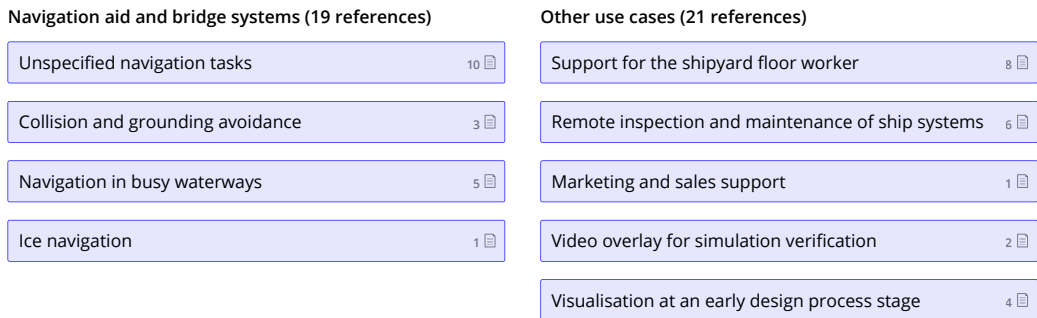 Navigation aid and bridge systems (19 references)
Unspecified navigation tasks 10
Collision and grounding avoidance 3
Navigation in busy waterways 5
Ice navigation 1
Other use cases (21 references)
Support for the shipyard floor worker 8
Remote inspection and maintenance of ship systems 6
Marketing and sales support 1
Video overlay for simulation verification 2
Visualisation at an early design process stage 4